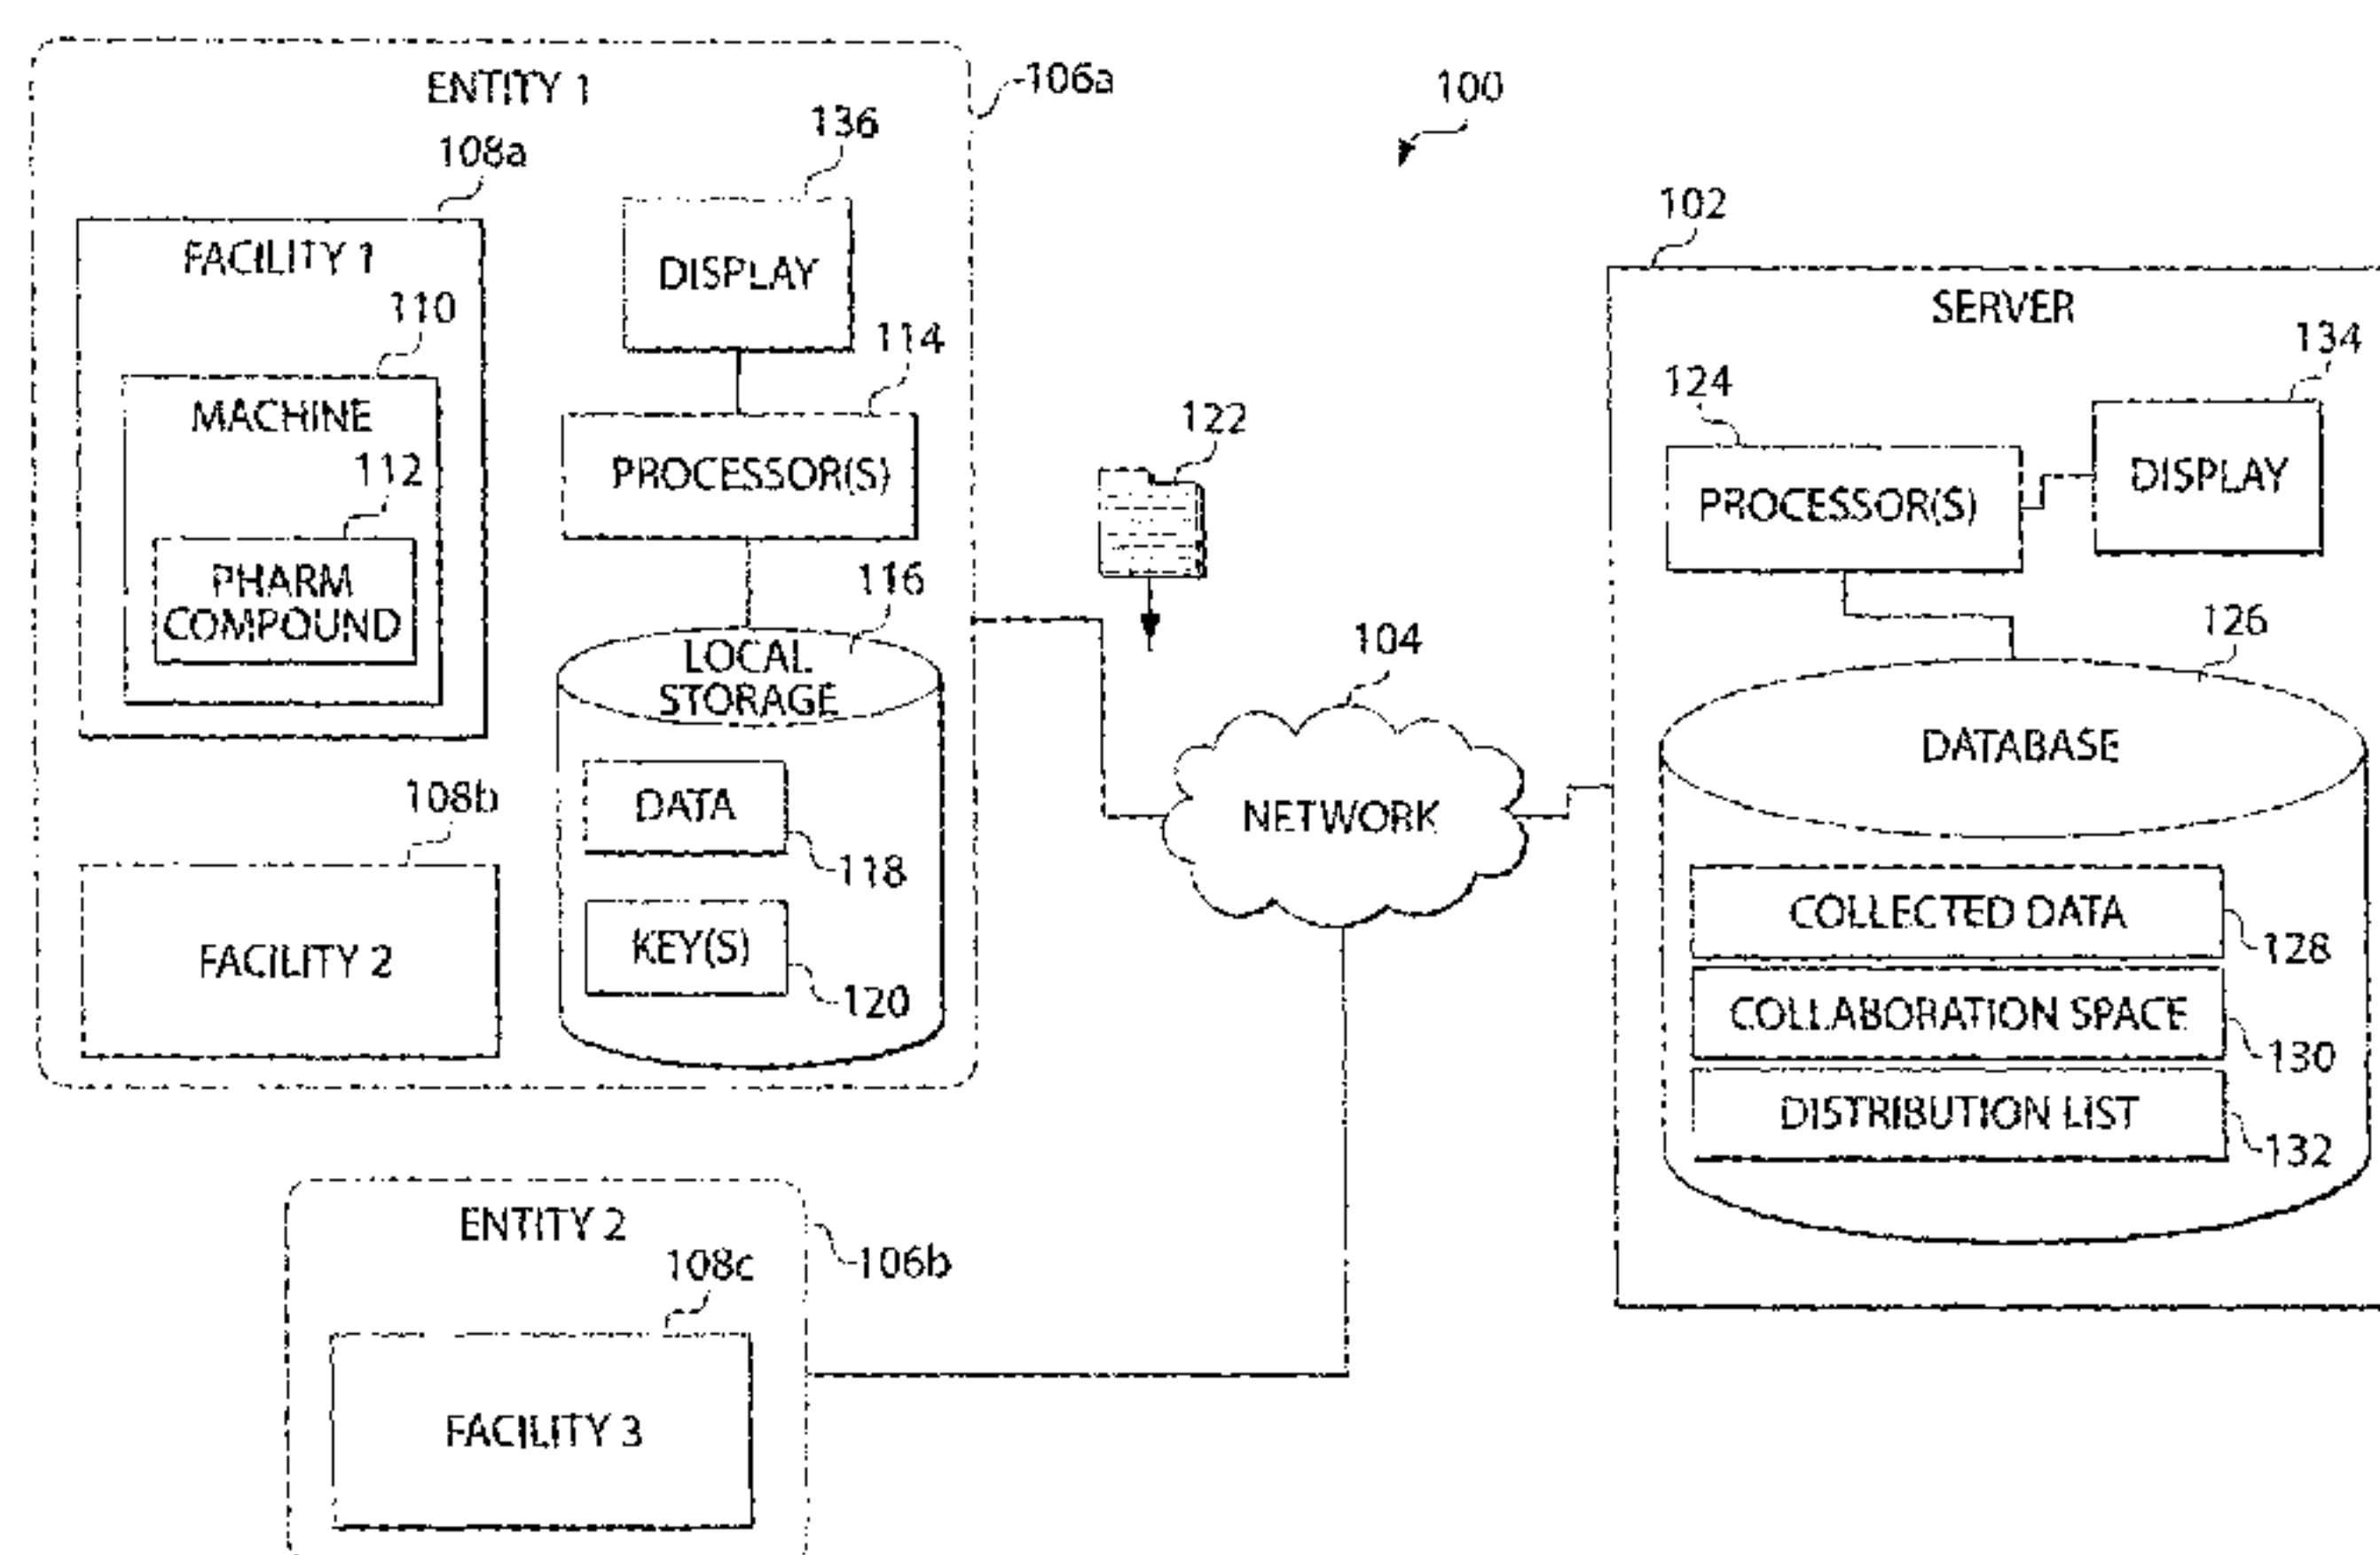 ENTITY 1
106a
108a
FACILITY 1
110
MACHINE
112
PHARM
COMPOUND
136
DISPLAY
114
PROCESSOR(S)
116
LOCAL
STORAGE
DATA
118
KEY(S)
120
108b
FACILITY 2
ENTITY 2
106b
108c
FACILITY 3
100
122
104
NETWORK
102
SERVER
124
PROCESSOR(S)
134
DISPLAY
126
DATABASE
COLLECTED DATA
128
COLLABORATION SPACE
130
DISTRIBUTION LIST
132